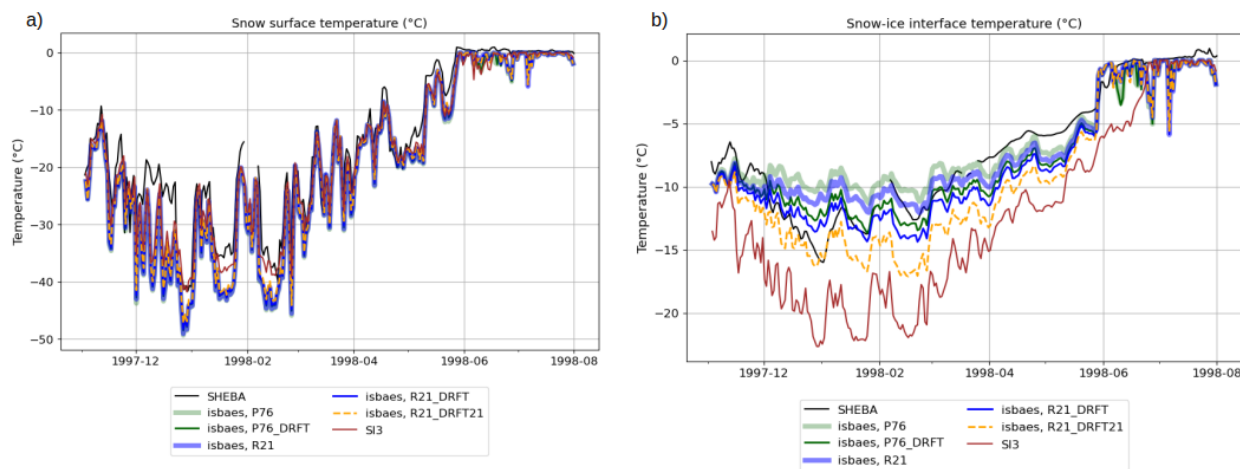 a)
Snow surface temperature (°C)
Temperature (°C)
0
−10
−20
−30
−40
−50
1997-12
1998-02
1998-04
1998-06
1998-08
SHEBA
isbaes, P76
isbaes, P76_DRFT
isbaes, R21
isbaes, R21_DRFT
isbaes, R21_DRFT21
SI3
b)
Snow-ice interface temperature (°C)
Temperature (°C)
0
−5
−10
−15
−20
1997-12
1998-02
1998-04
1998-06
1998-08
SHEBA
isbaes, P76
isbaes, P76_DRFT
isbaes, R21
isbaes, R21_DRFT
isbaes, R21_DRFT21
SI3